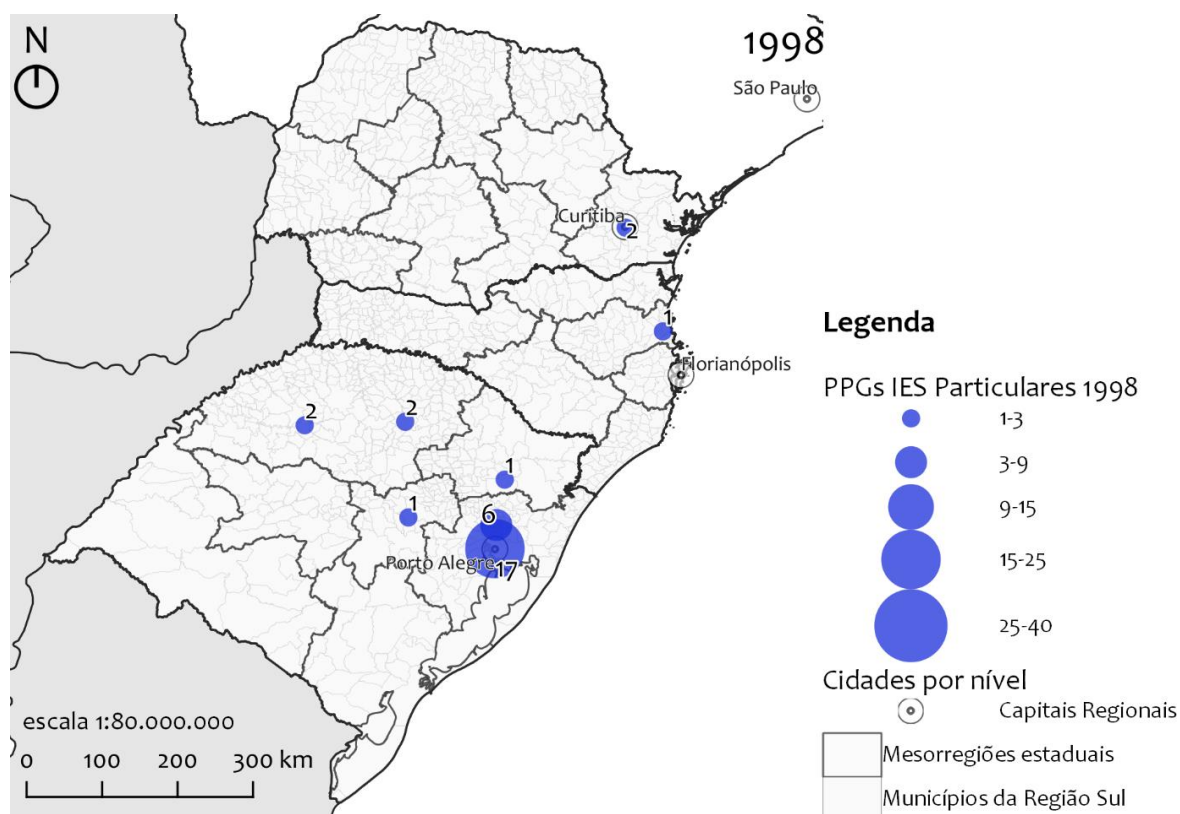 N
1998
São Paulo
Curitiba
2
1
Florianópolis
2
2
1
1
6
Porto Alegre
17
escala 1:80.000.000
0 100 200 300 km
Legenda
PPGs IES Particulares 1998
1-3
3-9
9-15
15-25
25-40
Cidades por nível
Capitais Regionais
Mesorregiões estaduais
Municípios da Região Sul